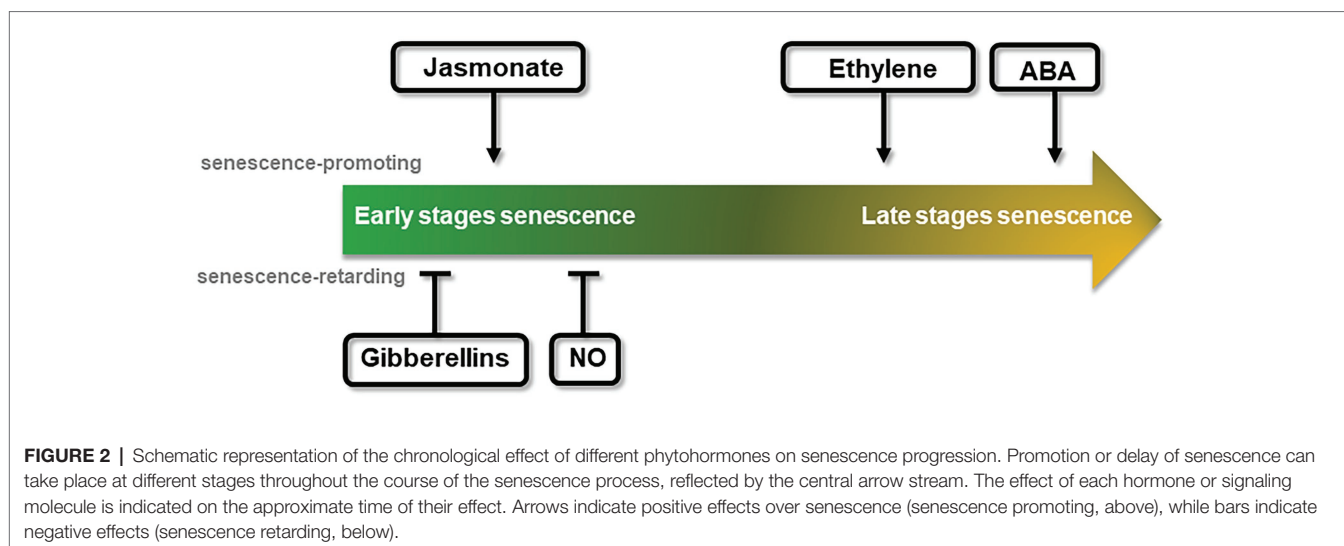 Jasmonate
Ethylene
ABA
senescence-promoting
Early stages senescence
Late stages senescence
senescence-retarding
Gibberellins
NO
FIGURE 2 | Schematic representation of the chronological effect of different phytohormones on senescence progression. Promotion or delay of senescence can
take place at different stages throughout the course of the senescence process, reflected by the central arrow stream. The effect of each hormone or signaling
molecule is indicated on the approximate time of their effect. Arrows indicate positive effects over senescence (senescence promoting, above), while bars indicate
negative effects (senescence retarding, below).